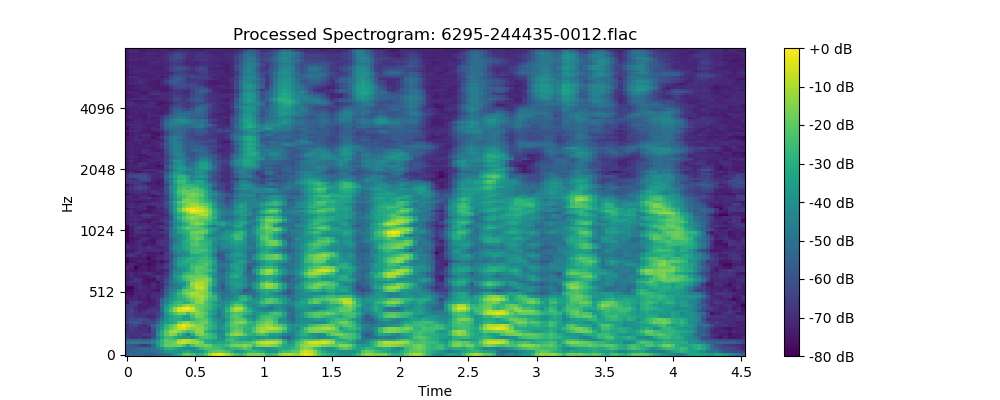 Processed Spectrogram: 6295-244435-0012.flac
Hz
4096
2048
1024
512
0
0 0.5 1 1.5 2 2.5 3 3.5 4 4.5
Time
+0 dB
-10 dB
-20 dB
-30 dB
-40 dB
-50 dB
-60 dB
-70 dB
-80 dB